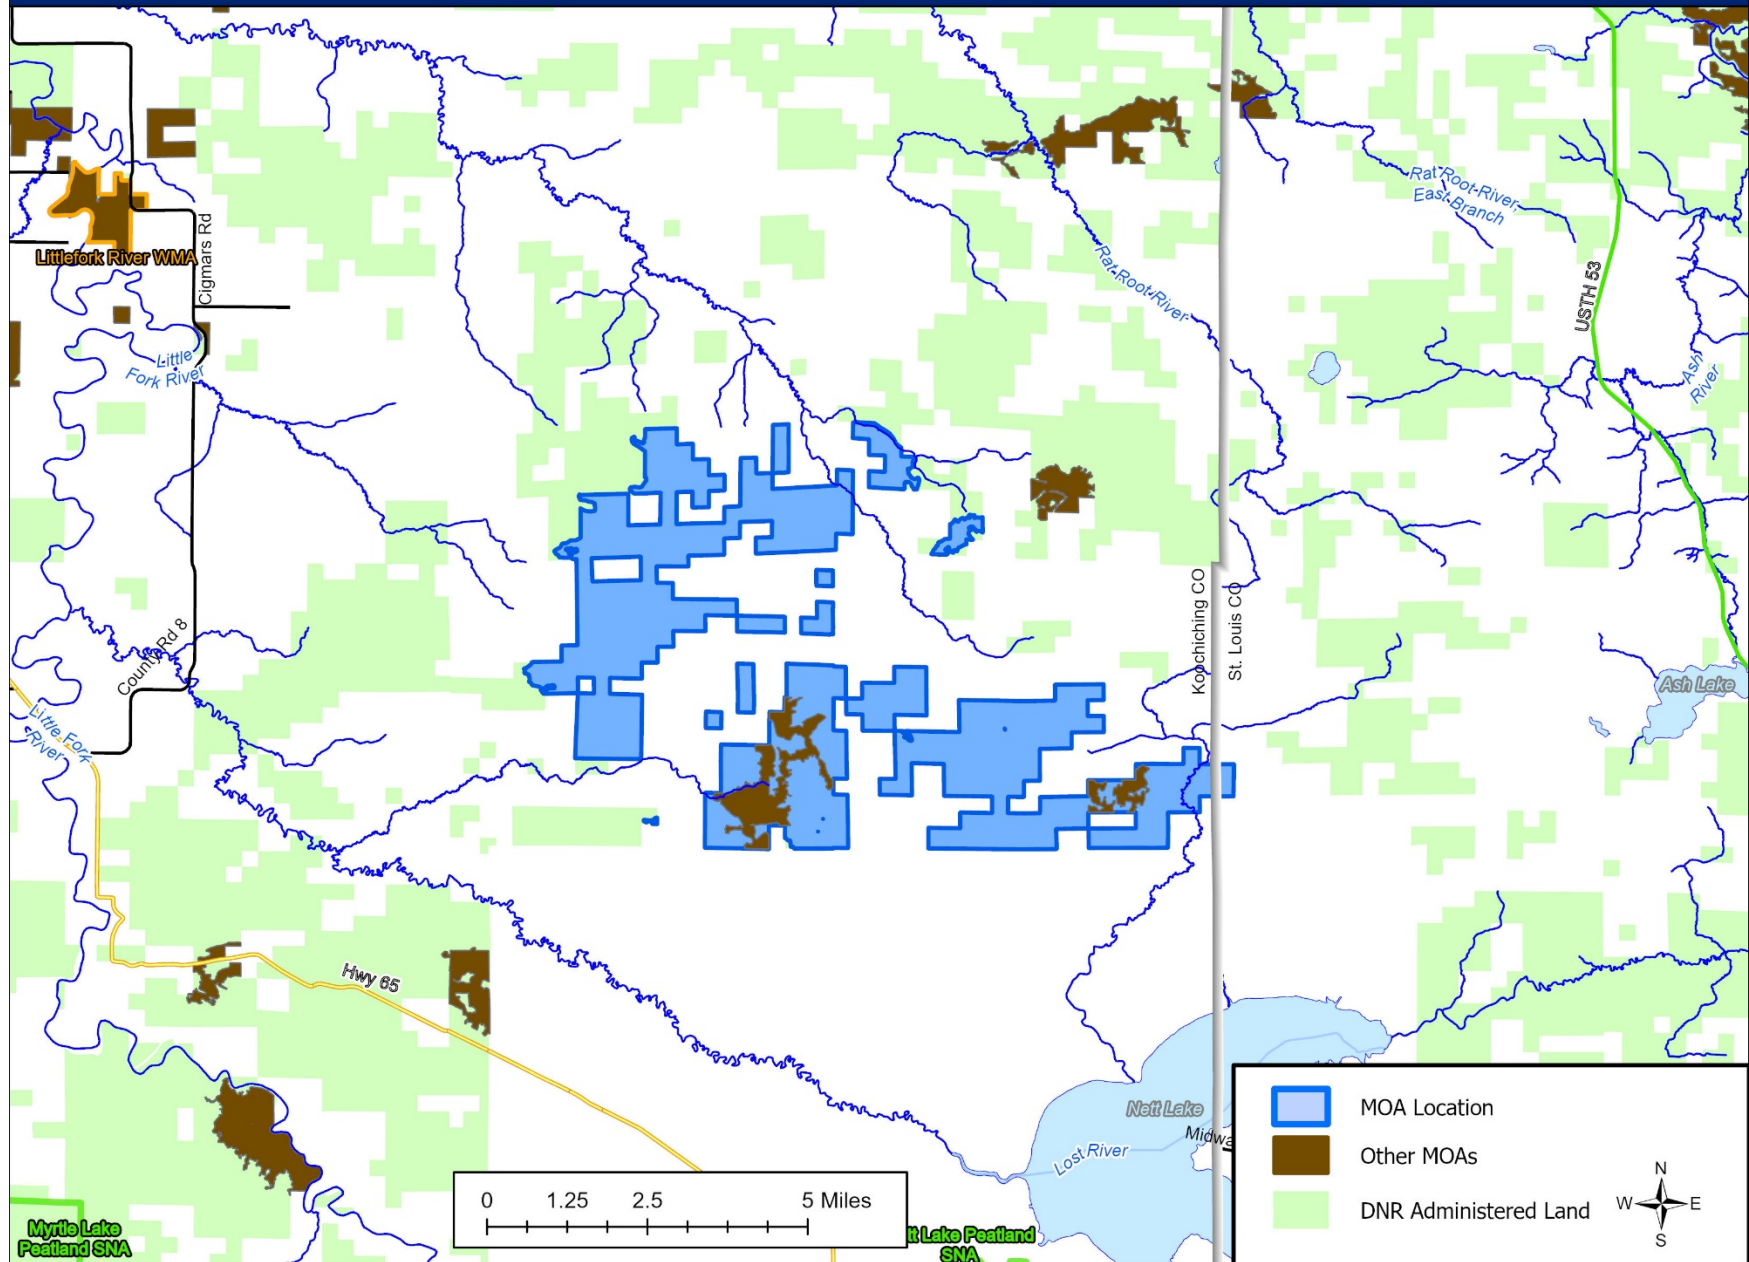 Rat Root River,
East Branch
Littlefork River WMA
Cigmars Rd
Rat Root River
USTH 53
Little
Fork River
Ash
River
Koochiching CO
St. Louis CO
County Rd 8
Ash Lake
Little Fork
River
Hwy 65
Nett Lake
Midwa
Lost River
MOA Location
Other MOAs
DNR Administered Land
N
W
E
S
0 1.25 2.5 5 Miles
Myrtle Lake
Peatland SNA
tt Lake Peatland
SNA